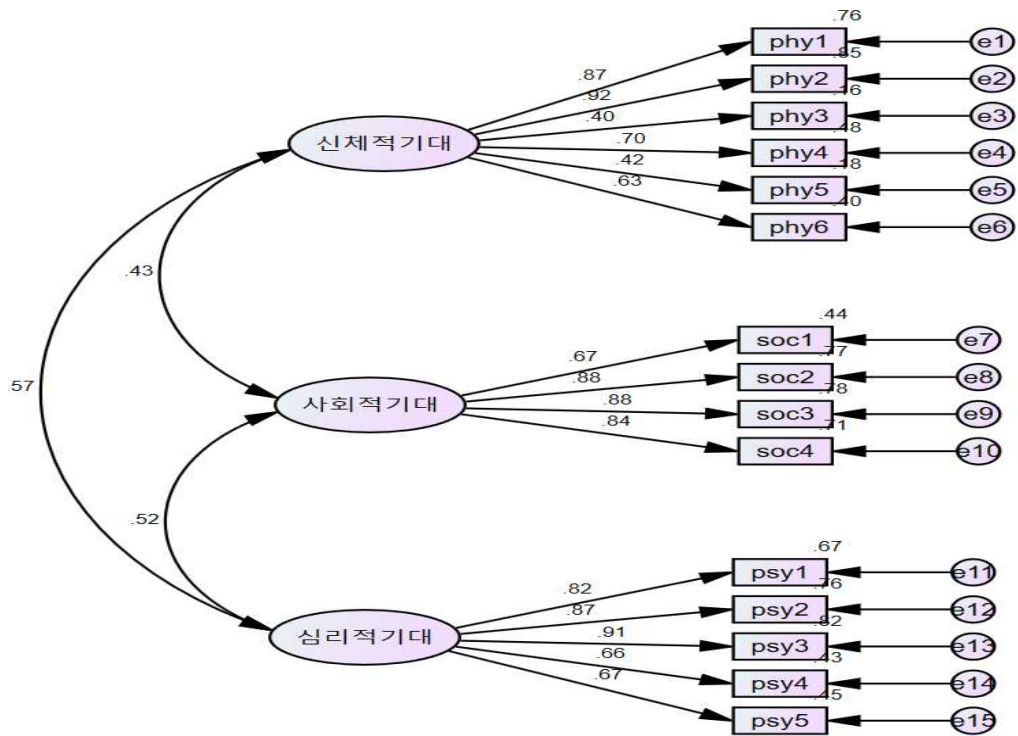 .76
phy1
e1
.87
.85
phy2
e2
.92
.16
phy3
e3
.40
신체적기대
.48
phy4
e4
.70
.18
phy5
e5
.42
.40
phy6
e6
.63
.43
57
.44
soc1
e7
.67
.77
soc2
e8
.88
사회적기대
.78
soc3
e9
.88
.71
soc4
e10
.84
.52
.67
psy1
e11
.82
.76
psy2
e12
.87
심리적기대
.82
psy3
e13
.91
.43
psy4
e14
.66
.45
psy5
e15
.67